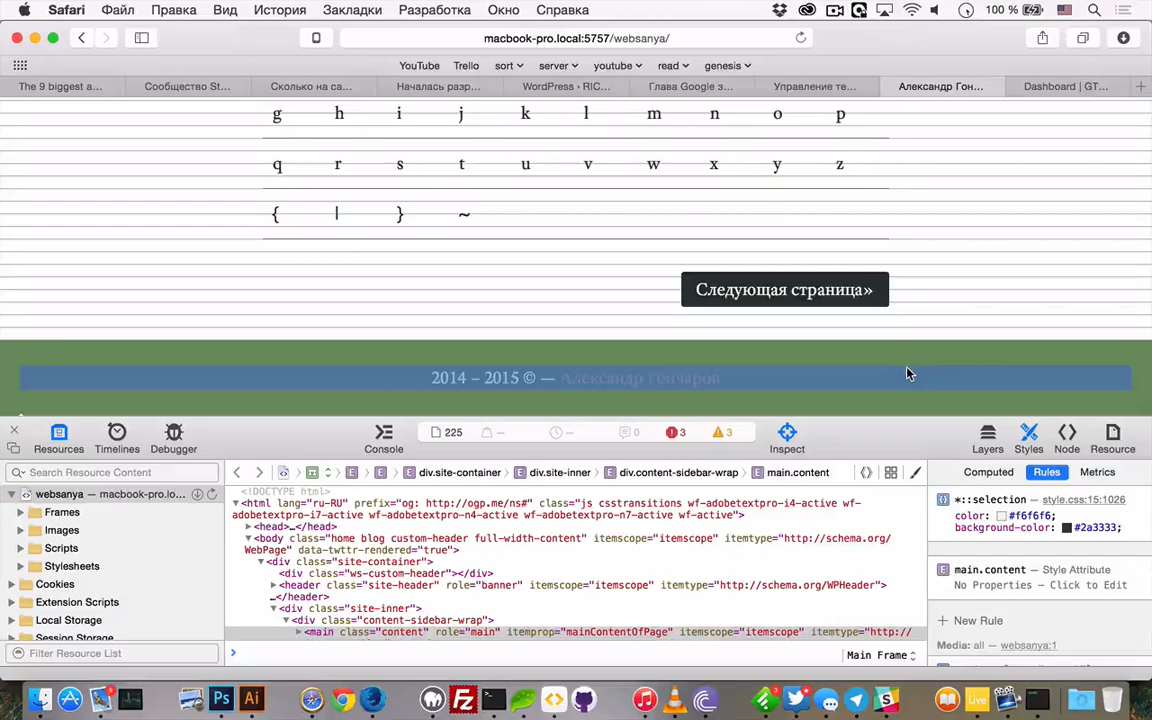 Safari Файл Правка Вид История Закладки Разработка Окно Справка 100 %
macbook-pro.local:5757/websanya/
YouTube Trello sort server youtube read genesis
The 9 biggest a... Сообщество St... Сколько на са... Началась разр... WordPress › RIC... Глава Google з... Управление те... Александр Гон... Dashboard | GT...
g h i j k l m n o p
q r s t u v w x y z
{ | } ~
Следующая страница»
2014 – 2015 © — Александр Гончаров
Resources Timelines Debugger Console 225 — — 0 3 3 Inspect Layers Styles Node Resource
Search Resource Content div.site-container div.site-inner div.content-sidebar-wrap main.content Computed Rules Metrics
websanya — macbook-pro.lo...
Frames
Images
Scripts
Stylesheets
Cookies
Extension Scripts
Local Storage
Session Storage
Filter Resource List
<!DOCTYPE html>
<html lang="ru-RU" prefix="og: http://ogp.me/ns#" class="js csstransitions wf-adobetextpro-i4-active wf-
adobetextpro-i7-active wf-adobetextpro-n4-active wf-adobetextpro-n7-active wf-active">
<head>…</head>
<body class="home blog custom-header full-width-content" itemscope="itemscope" itemtype="http://schema.org/
WebPage" data-twttr-rendered="true">
<div class="site-container">
<div class="ws-custom-header"></div>
<header class="site-header" role="banner" itemscope="itemscope" itemtype="http://schema.org/WPHeader">
…</header>
<div class="site-inner">
<div class="content-sidebar-wrap">
<main class="content" role="main" itemprop="mainContentOfPage" itemscope="itemscope" itemtype="http://
Main Frame
*::selection — style.css:15:1026
color: #f6f6f6;
background-color: #2a3333;
main.content — Style Attribute
No Properties – Click to Edit
New Rule
Media: all — websanya:1